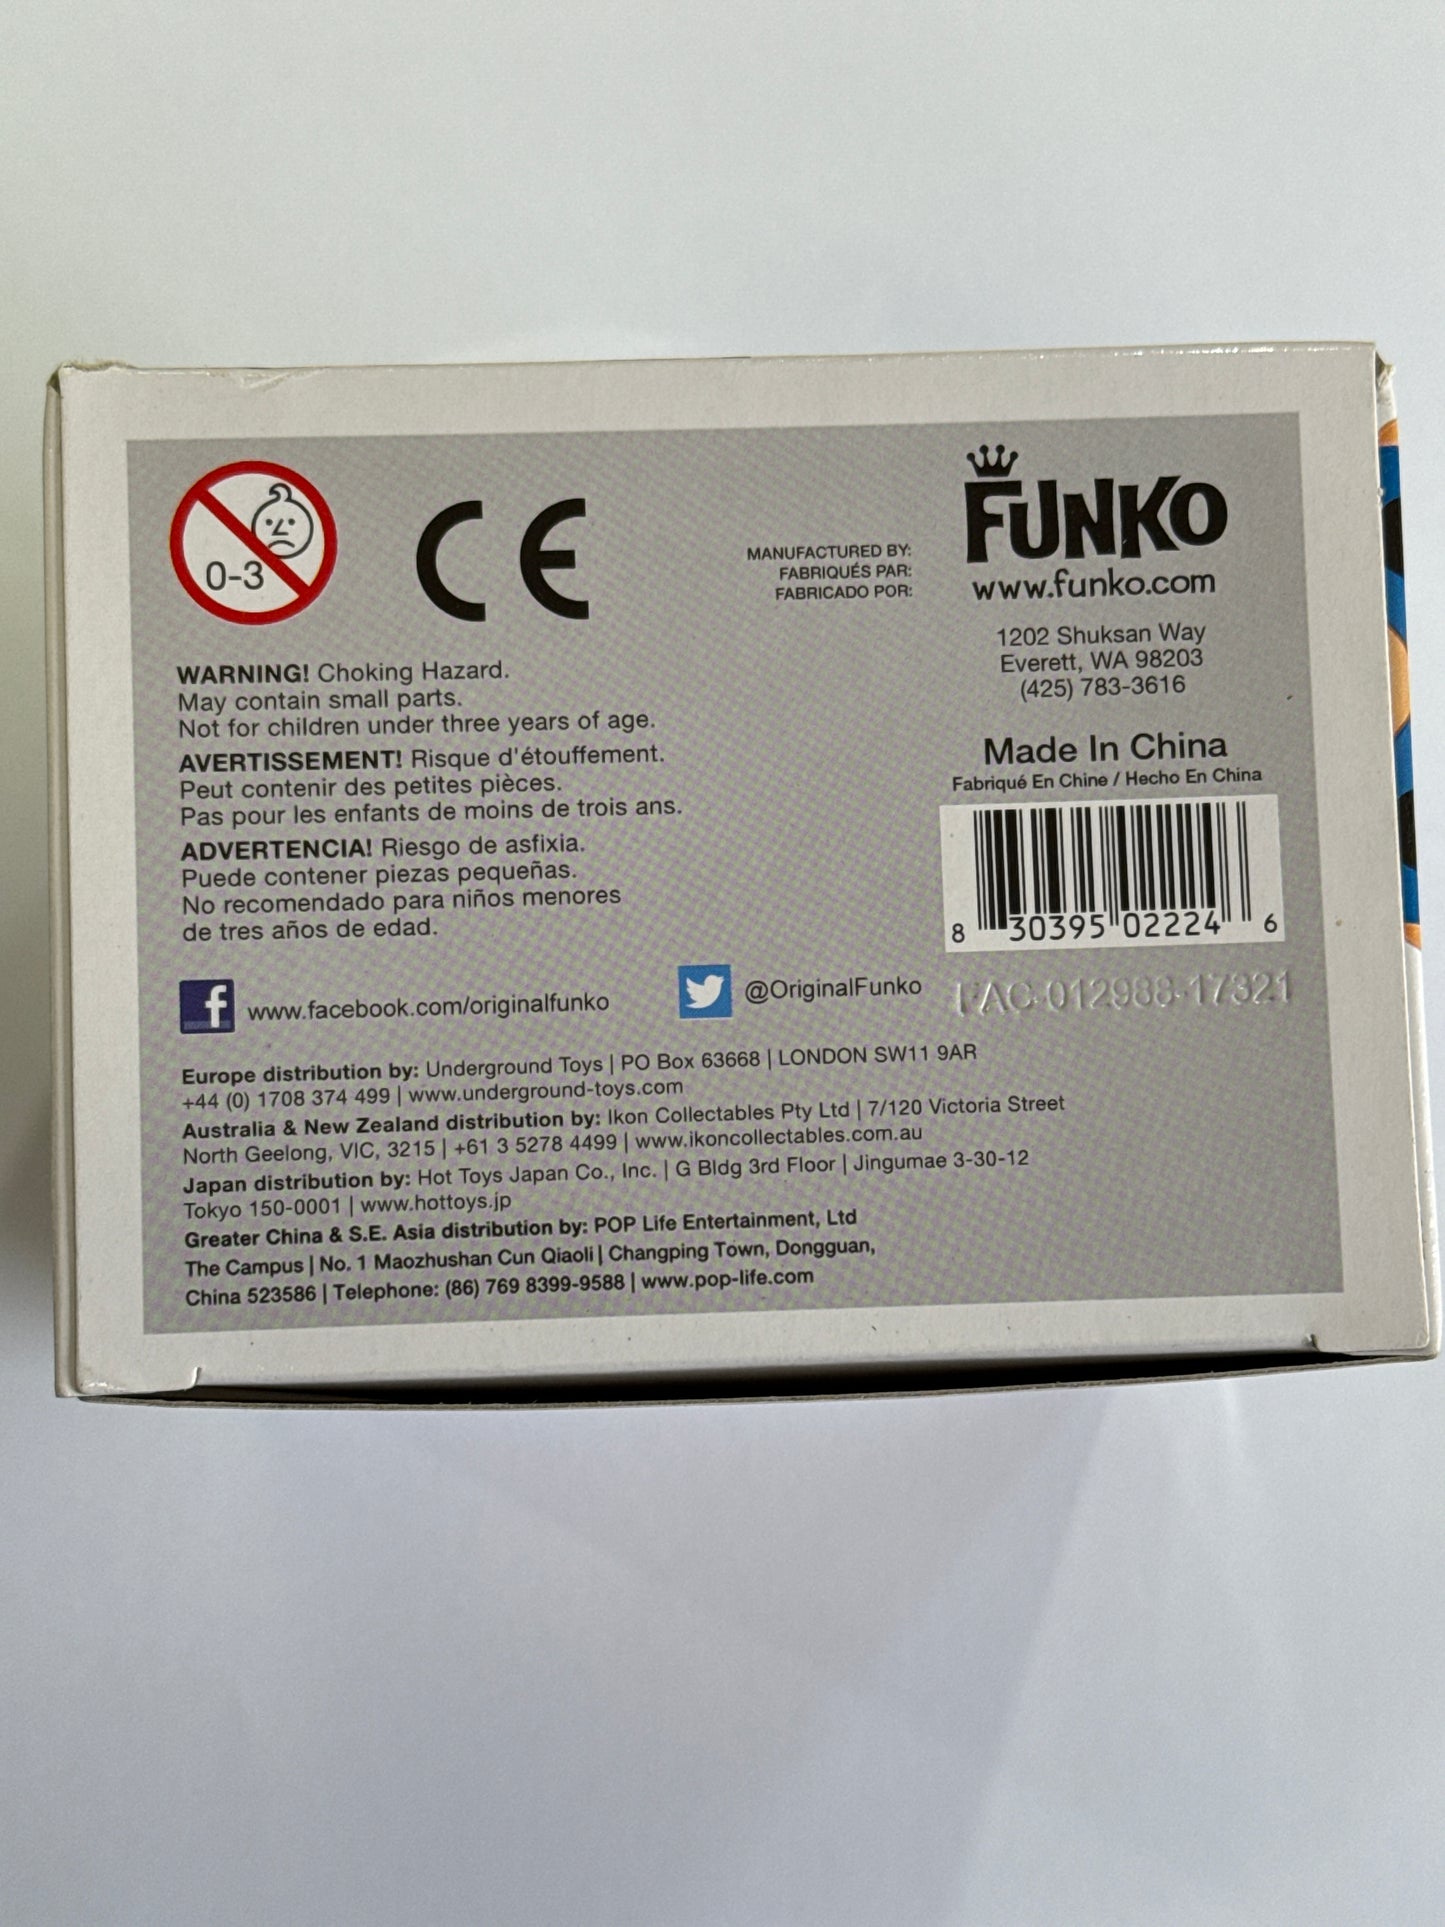 0-3
CE
MANUFACTURED BY:
FABRIQUÉS PAR:
FABRICADO POR:
FUNKO
www.funko.com
1202 Shuksan Way
Everett, WA 98203
(425) 783-3616
WARNING! Choking Hazard.
May contain small parts.
Not for children under three years of age.
AVERTISSEMENT! Risque d'étouffement.
Peut contenir des petites pièces.
Pas pour les enfants de moins de trois ans.
ADVERTENCIA! Riesgo de asfixia.
Puede contener piezas pequeñas.
No recomendado para niños menores
de tres años de edad.
Made In China
Fabriqué En Chine / Hecho En China
8 30395 02224 6
f www.facebook.com/originalfunko
@OriginalFunko
FAC-012988-17321
Europe distribution by: Underground Toys | PO Box 63668 | LONDON SW11 9AR
+44 (0) 1708 374 499 | www.underground-toys.com
Australia & New Zealand distribution by: Ikon Collectables Pty Ltd | 7/120 Victoria Street
North Geelong, VIC, 3215 | +61 3 5278 4499 | www.ikoncollectables.com.au
Japan distribution by: Hot Toys Japan Co., Inc. | G Bldg 3rd Floor | Jingumae 3-30-12
Tokyo 150-0001 | www.hottoys.jp
Greater China & S.E. Asia distribution by: POP Life Entertainment, Ltd
The Campus | No. 1 Maozhushan Cun Qiaoli | Changping Town, Dongguan,
China 523586 | Telephone: (86) 769 8399-9588 | www.pop-life.com